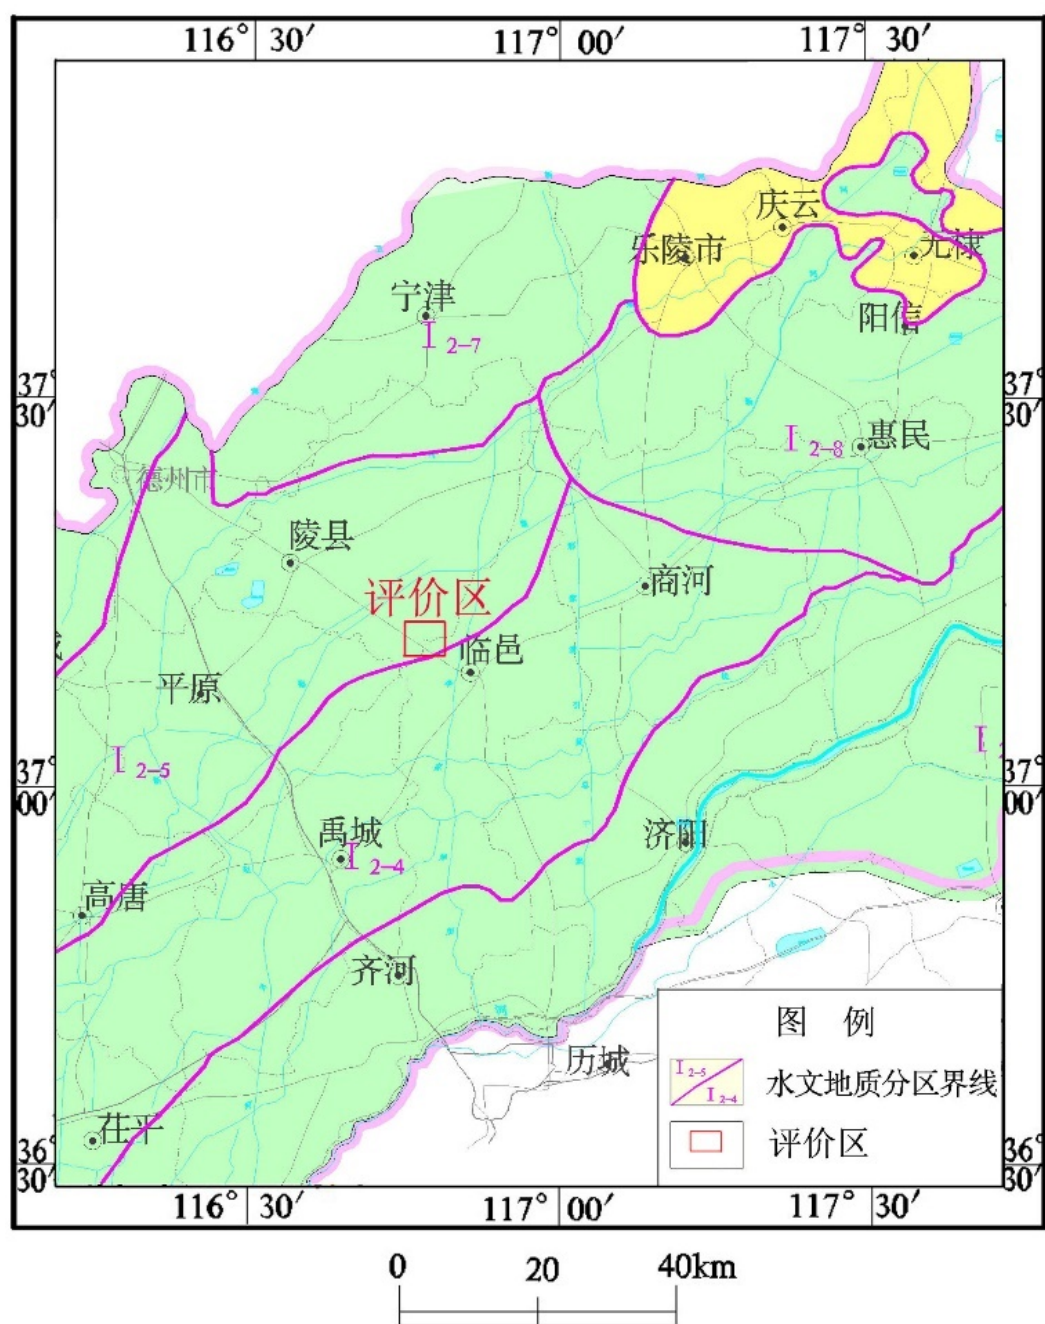 116° 30′ 117° 00′ 117° 30′
庆云
乐陵市
无棣
宁津
阳信
I 2-7
37° 30′
37° 30′
I 2-8
惠民
德州市
陵县
商河
评价区
临邑
平原
I 2-5
37° 00′
37° 00′
禹城
I 2-4
济阳
高唐
齐河
历城
茌平
图 例
I 2-5
I 2-4
水文地质分区界线
评价区
36° 30′
36° 30′
116° 30′ 117° 00′ 117° 30′
0 20 40km